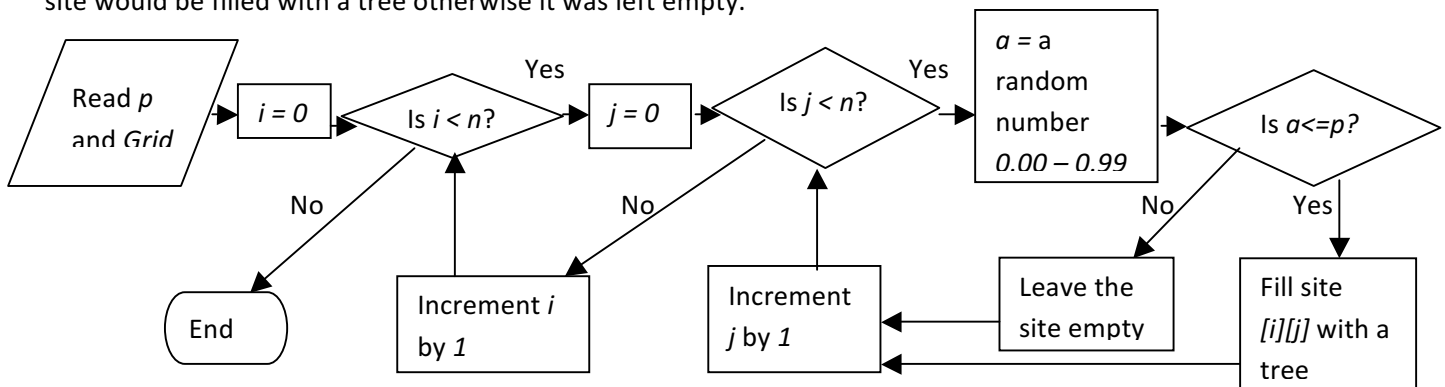 site would be filled with a tree otherwise it was left empty.
Read p
and Grid
i = 0
Is i < n?
Yes
j = 0
Is j < n?
Yes
a = a
random
number
0.00 – 0.99
Is a<=p?
No
No
No
Yes
End
Increment i
by 1
Increment
j by 1
Leave the
site empty
Fill site
[i][j] with a
tree